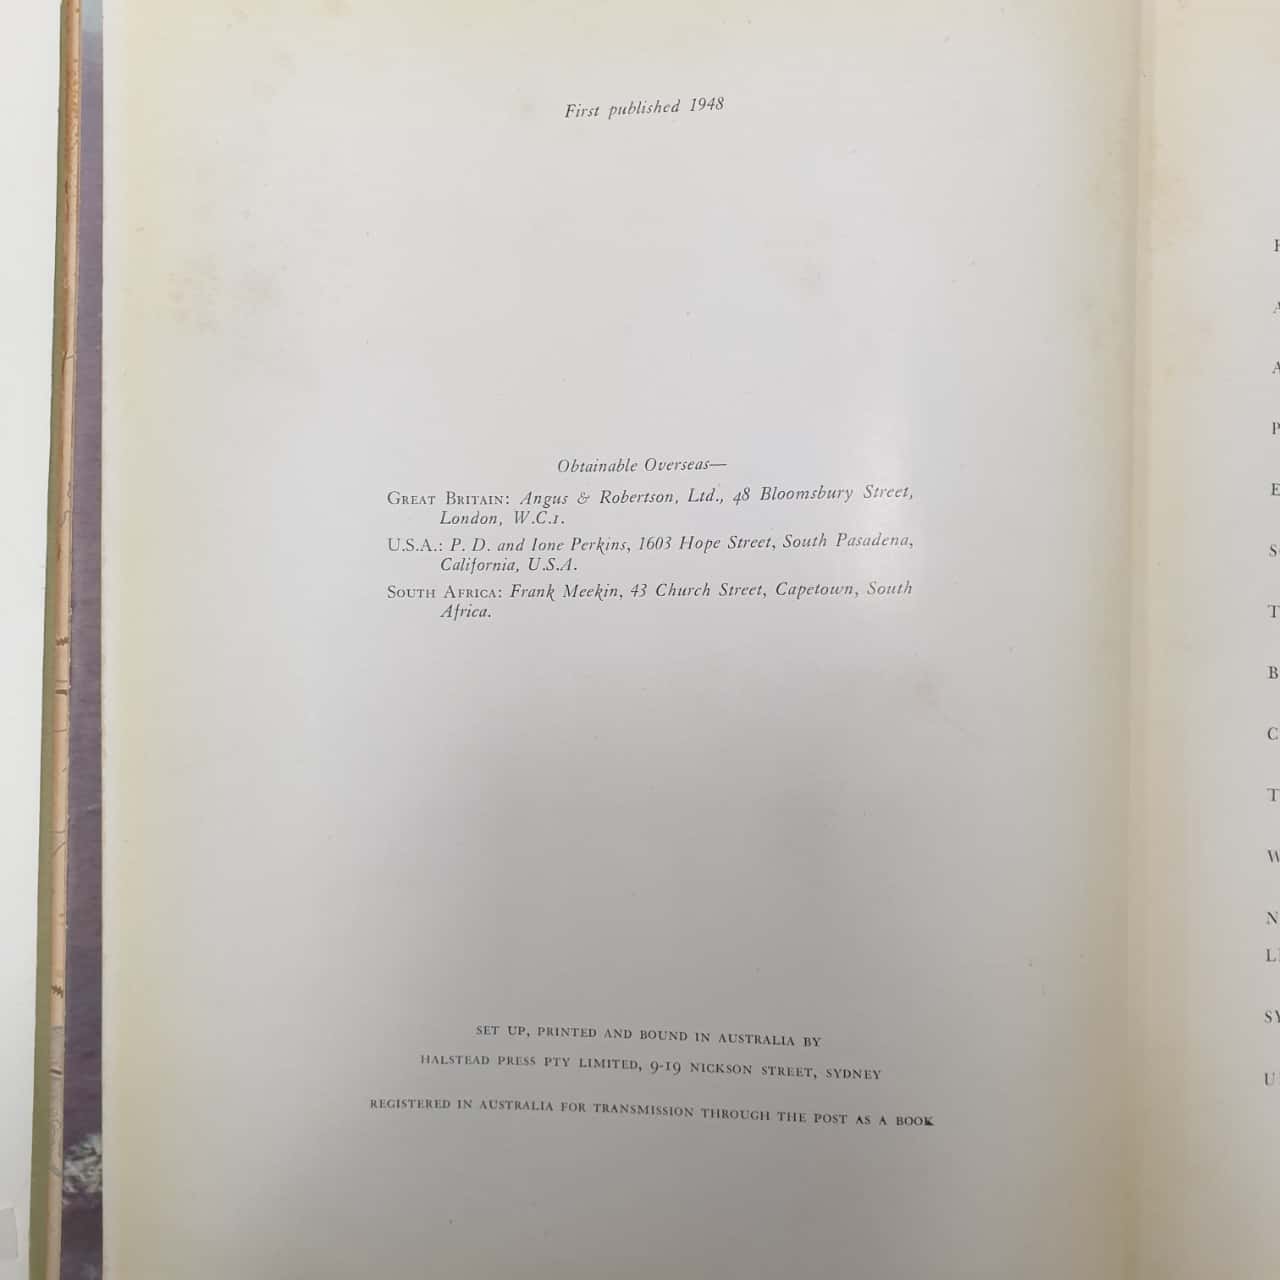 First published 1948
Obtainable Overseas—
GREAT BRITAIN: Angus & Robertson, Ltd., 48 Bloomsbury Street,
London, W.C.1.
U.S.A.: P. D. and Ione Perkins, 1603 Hope Street, South Pasadena,
California, U.S.A.
SOUTH AFRICA: Frank Meekin, 43 Church Street, Capetown, South
Africa.
SET UP, PRINTED AND BOUND IN AUSTRALIA BY
HALSTEAD PRESS PTY LIMITED, 9-19 NICKSON STREET, SYDNEY
REGISTERED IN AUSTRALIA FOR TRANSMISSION THROUGH THE POST AS A BOOK